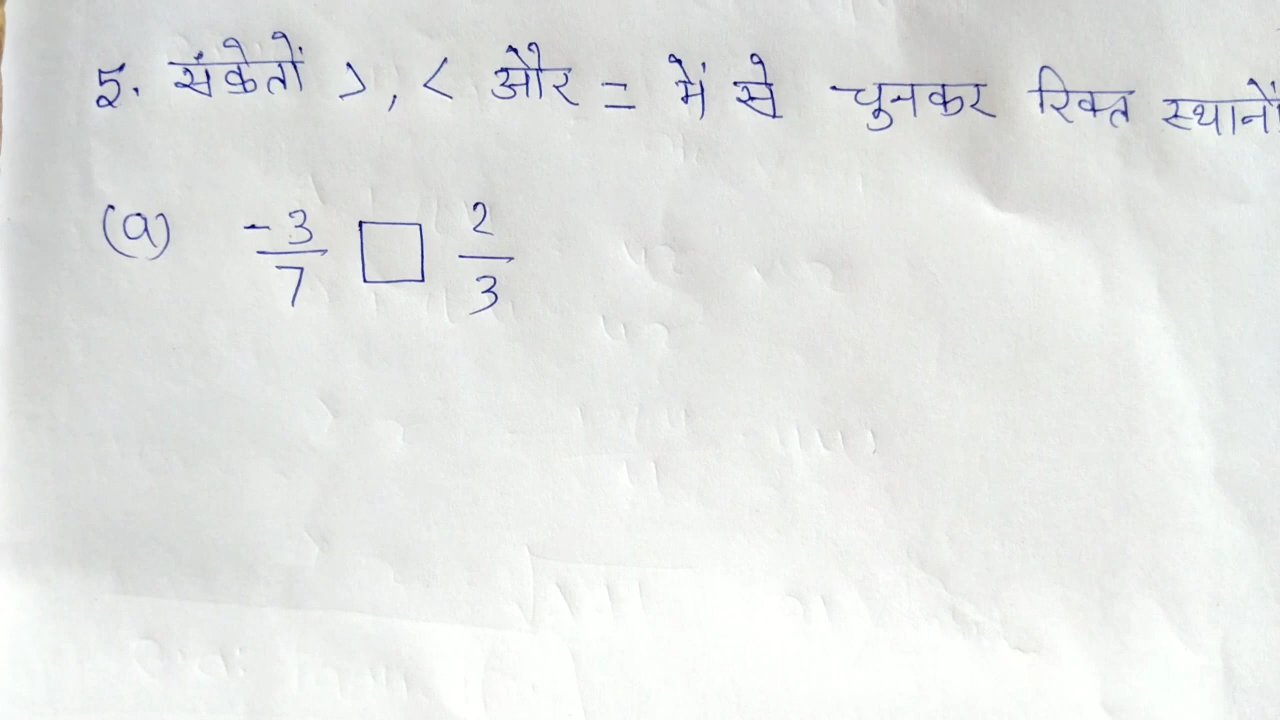 5. संकेतों >, < और = में से चुनकर रिक्त स्थानों
(a) -3/7 □ 2/3